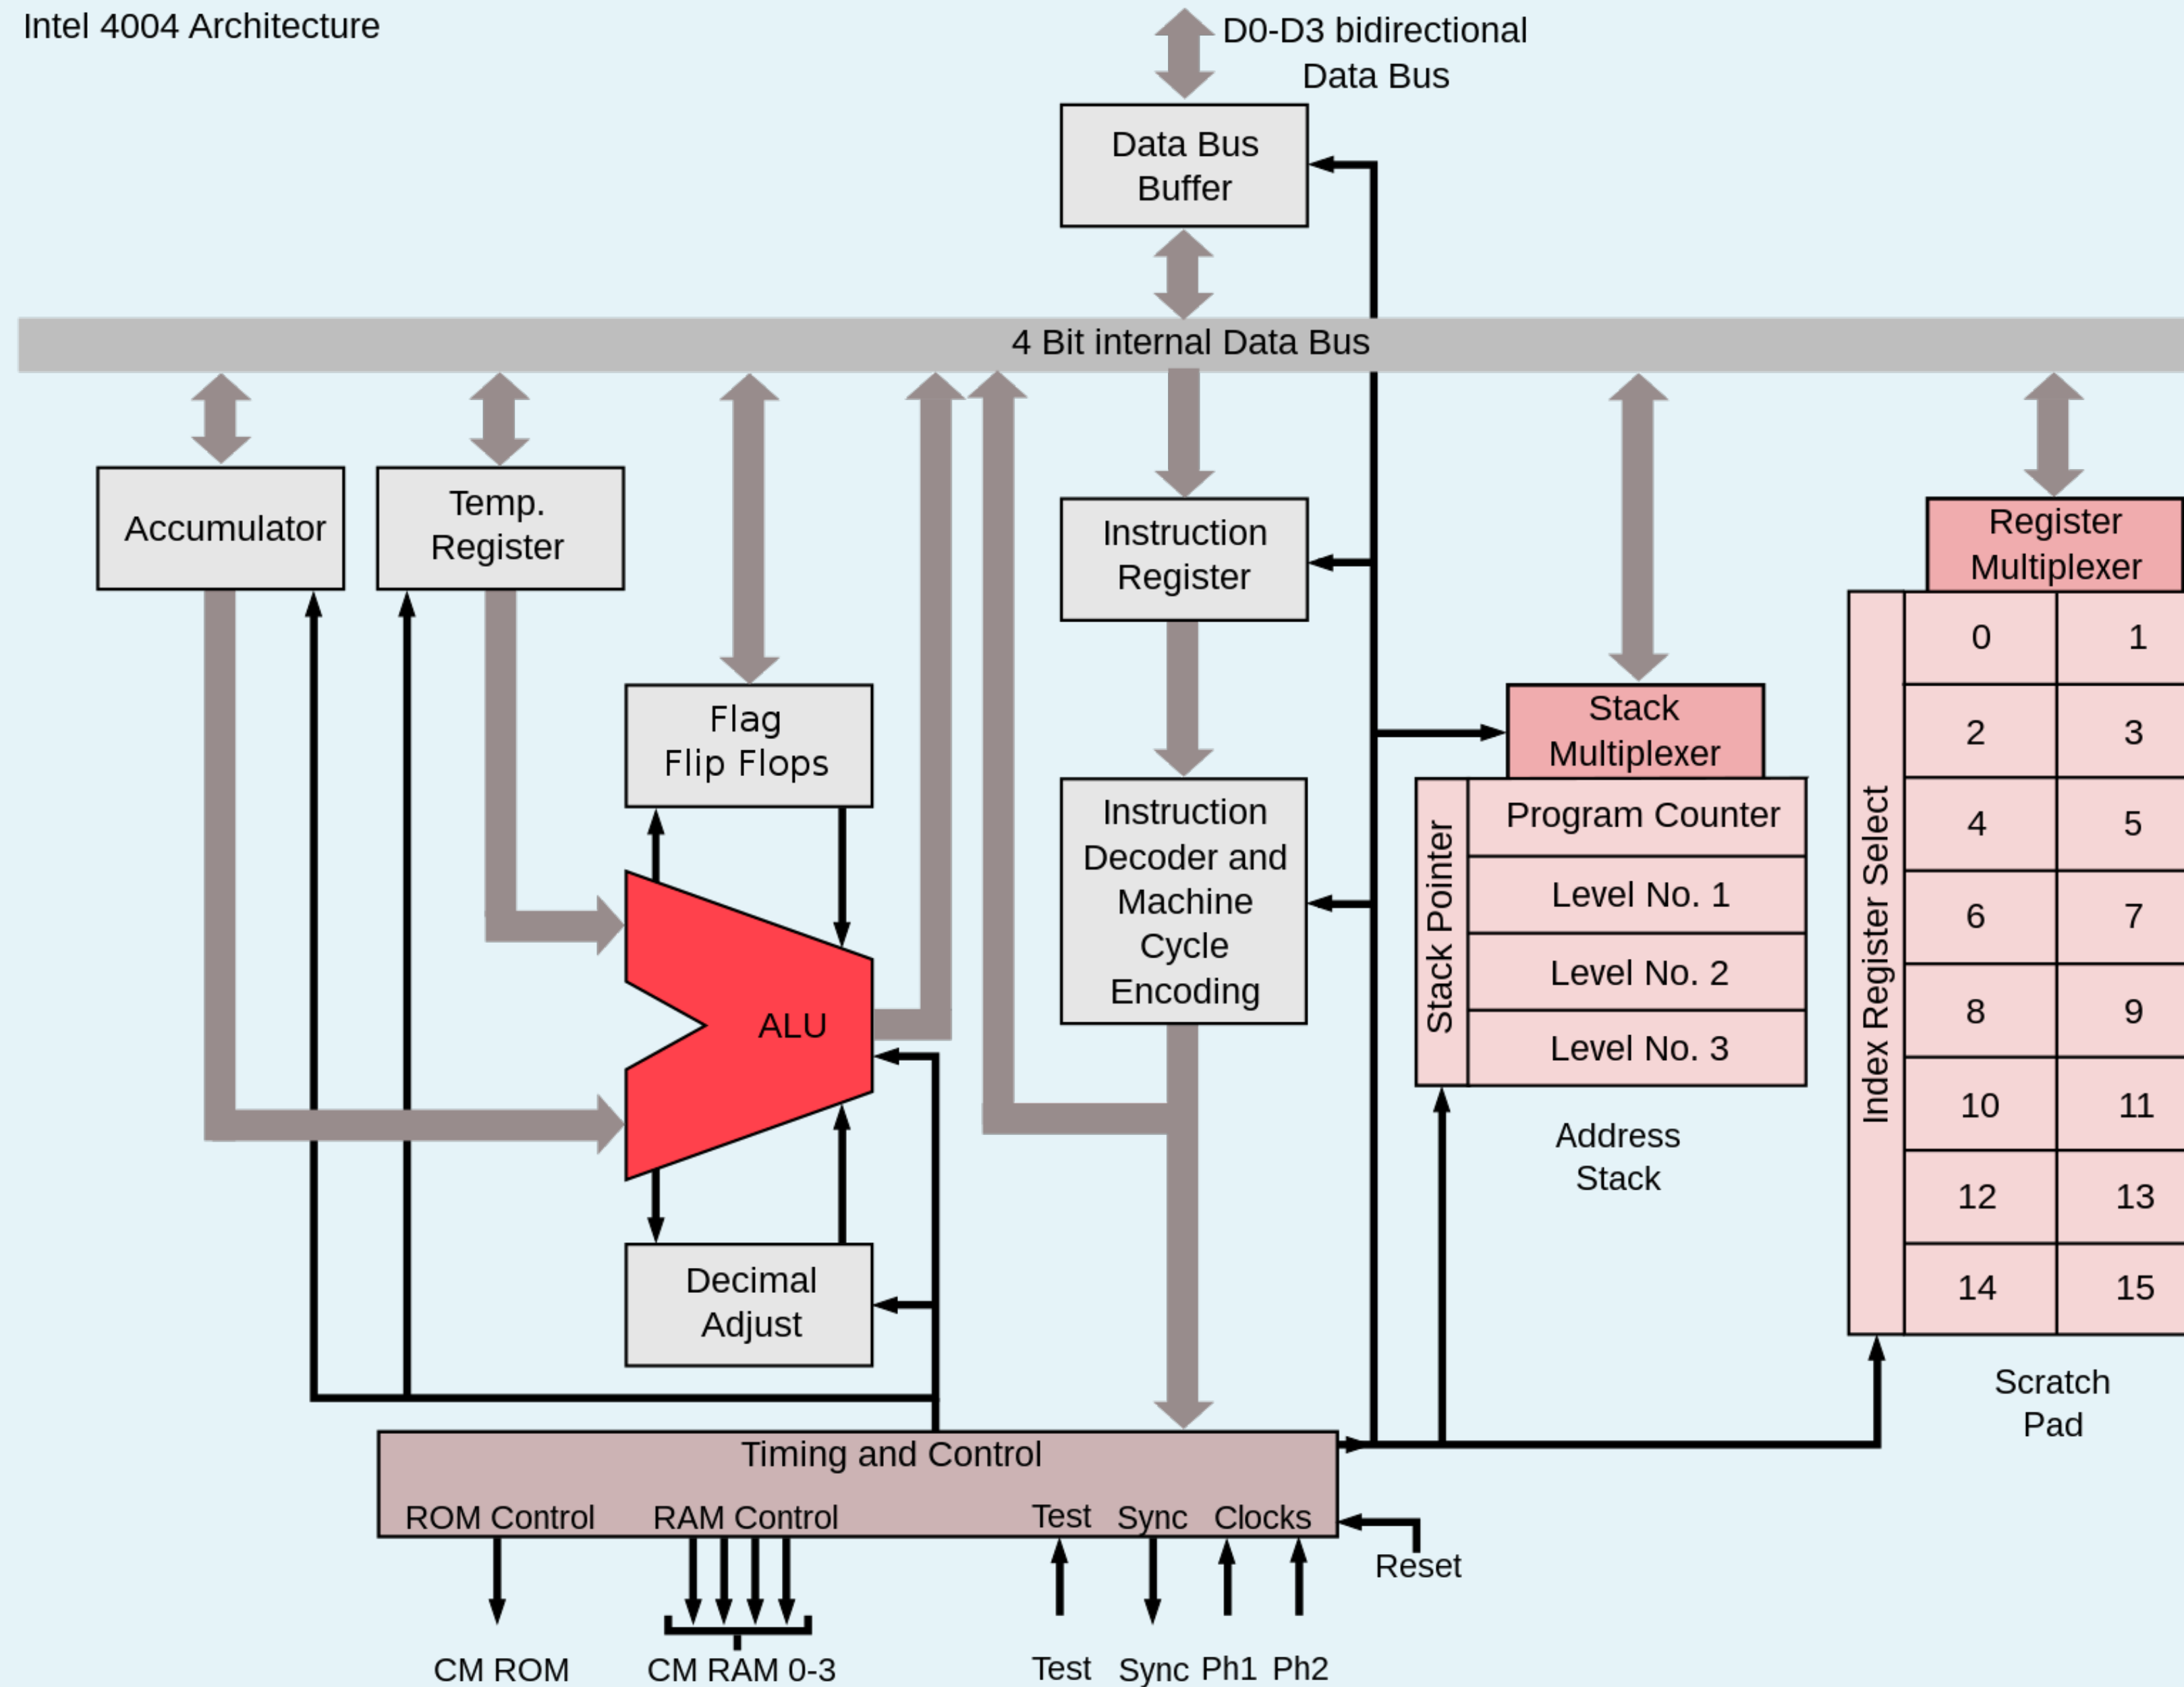 Intel 4004 Architecture
D0-D3 bidirectional
Data Bus
Data Bus
Buffer
4 Bit internal Data Bus
Accumulator
Temp.
Register
Flag
Flip Flops
ALU
Decimal
Adjust
Instruction
Register
Instruction
Decoder and
Machine
Cycle
Encoding
Stack
Multiplexer
Stack Pointer
Program Counter
Level No. 1
Level No. 2
Level No. 3
Address
Stack
Register
Multiplexer
Index Register Select
0 1
2 3
4 5
6 7
8 9
10 11
12 13
14 15
Scratch
Pad
Timing and Control
ROM Control RAM Control Test Sync Clocks
Reset
CM ROM CM RAM 0-3 Test Sync Ph1 Ph2